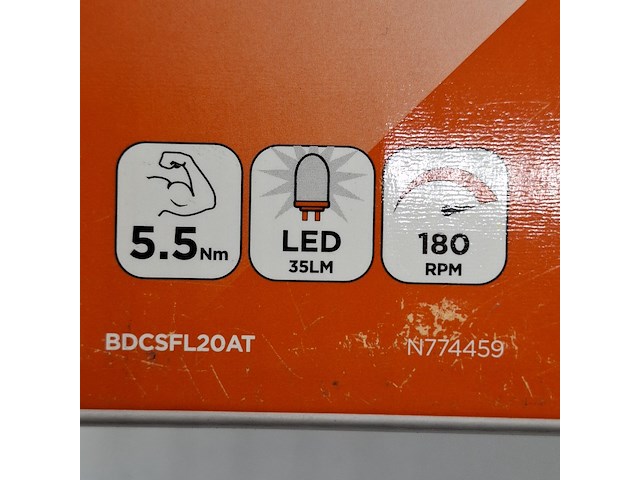 5.5Nm
LED
35LM
180
RPM
BDCSFL20AT
N774459